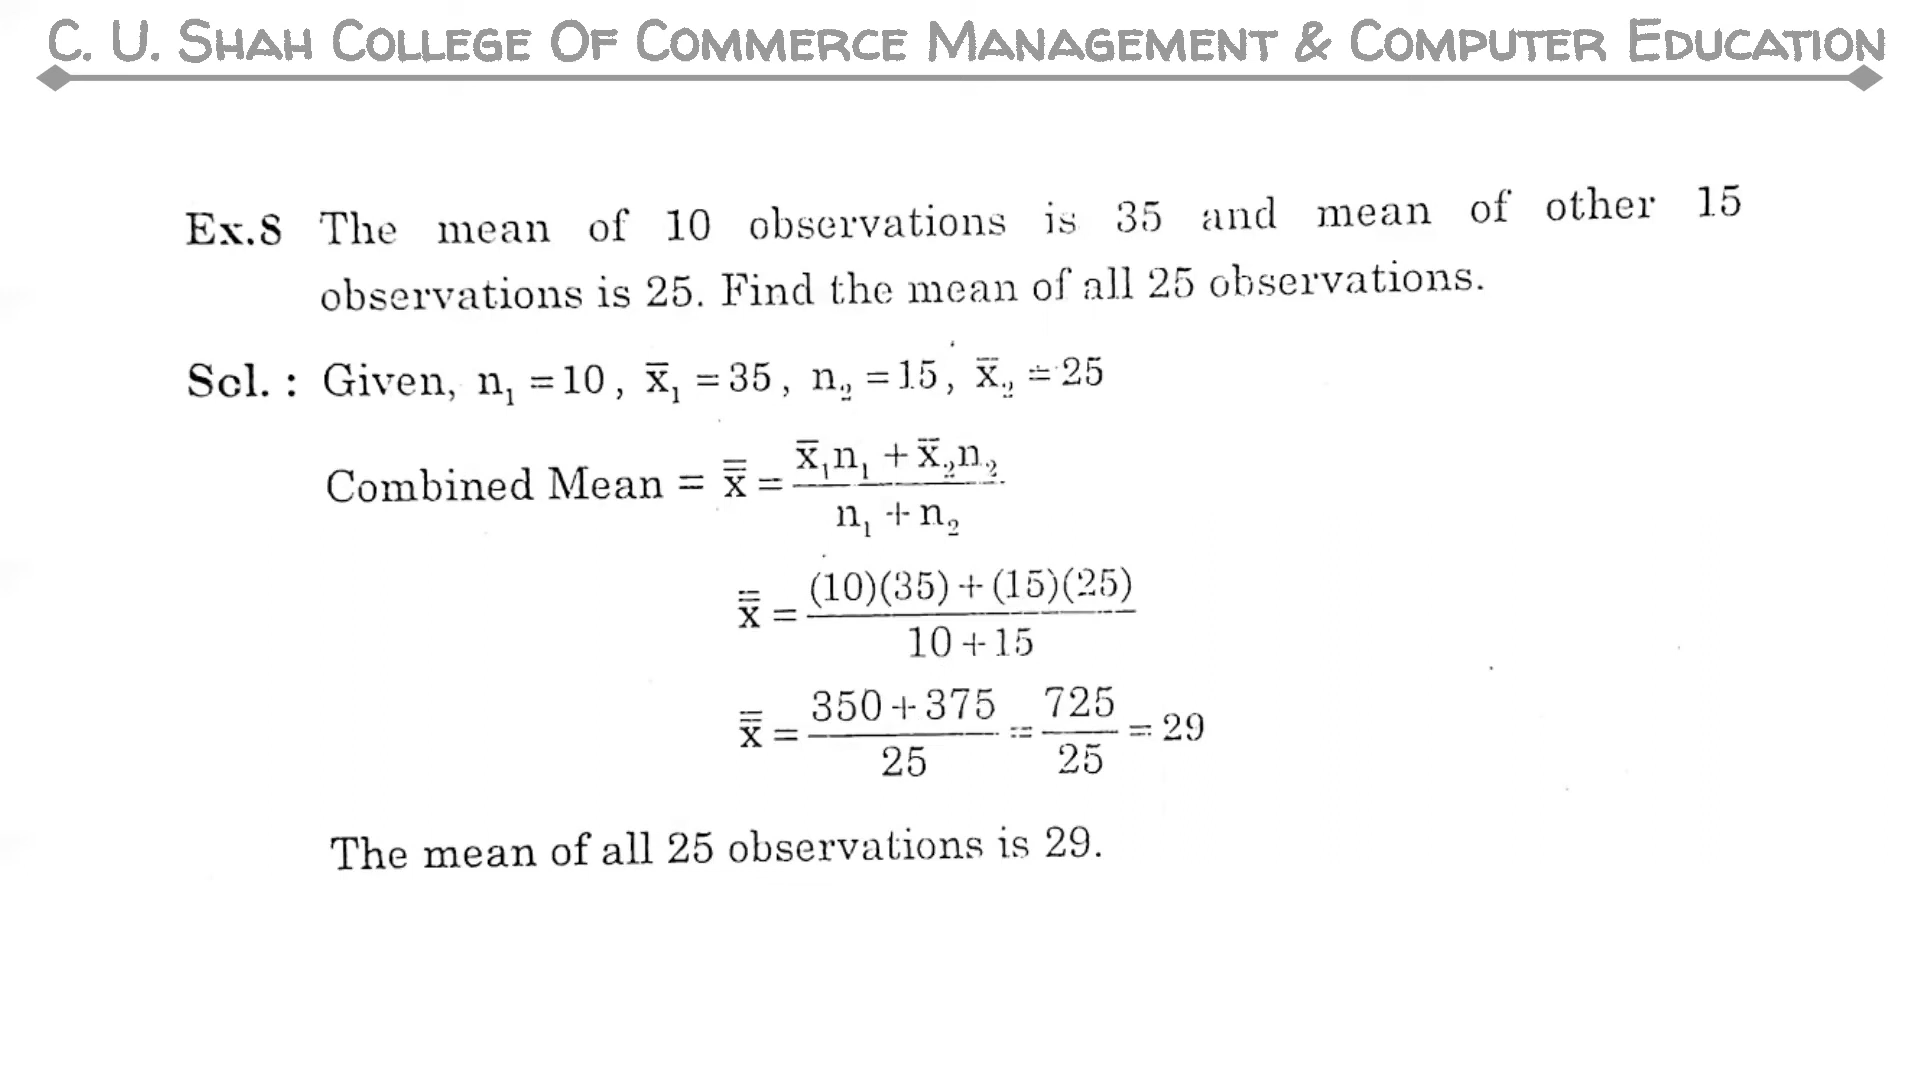 C. U. SHAH COLLEGE OF COMMERCE MANAGEMENT & COMPUTER EDUCATION
Ex.8 The mean of 10 observations is 35 and mean of other 15
observations is 25. Find the mean of all 25 observations.
Sol. : Given, n₁ = 10, x̄₁ = 35, n₂ = 15, x̄₂ = 25
Combined Mean = x̿ = (x̄₁n₁ + x̄₂n₂) / (n₁ + n₂)
x̿ = ((10)(35) + (15)(25)) / (10 + 15)
x̿ = (350 + 375) / 25 = 725 / 25 = 29
The mean of all 25 observations is 29.